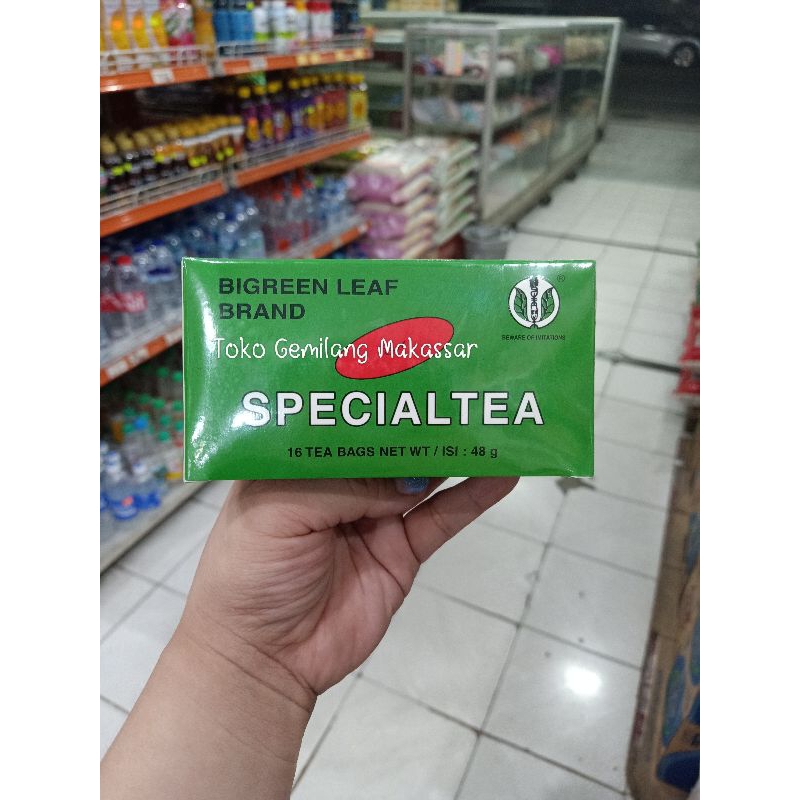 BIGREEN LEAF
BRAND
®
BEWARE OF IMITATIONS
Toko Gemilang Makassar
SPECIALTEA
16 TEA BAGS NET WT / ISI : 48 g